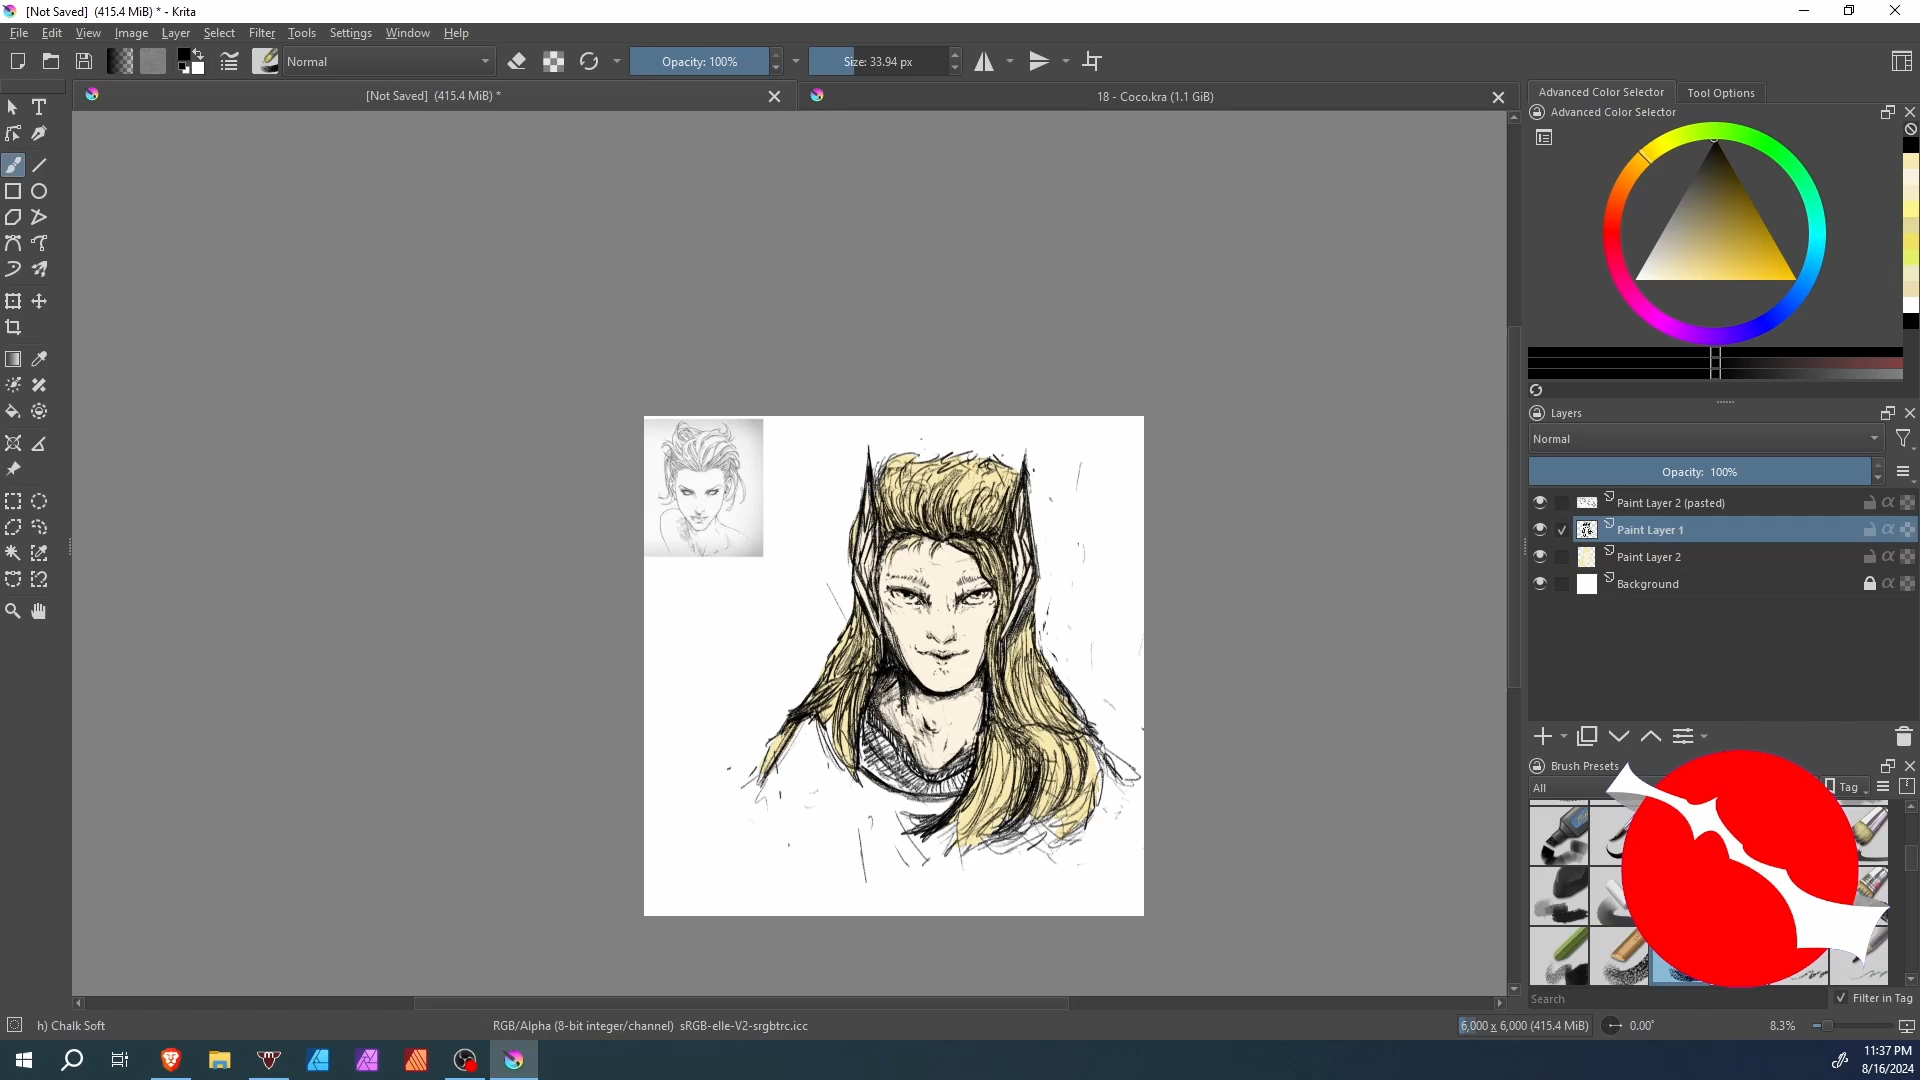 [Not Saved]  (415.4 MiB) * - Krita
File Edit View Image Layer Select Filter Tools Settings Window Help
Normal
Opacity: 100%
Size: 33.94 px
[Not Saved]  (415.4 MiB) *
18 - Coco.kra (1.1 GiB)
Advanced Color Selector
Tool Options
Advanced Color Selector
Layers
Normal
Opacity:  100%
Paint Layer 2 (pasted)
Paint Layer 1
Paint Layer 2
Background
Brush Presets
All
Tag
Search
Filter in Tag
h) Chalk Soft
RGB/Alpha (8-bit integer/channel)  sRGB-elle-V2-srgbtrc.icc
6,000 x 6,000 (415.4 MiB)
0.00°
8.3%
11:37 PM
8/16/2024